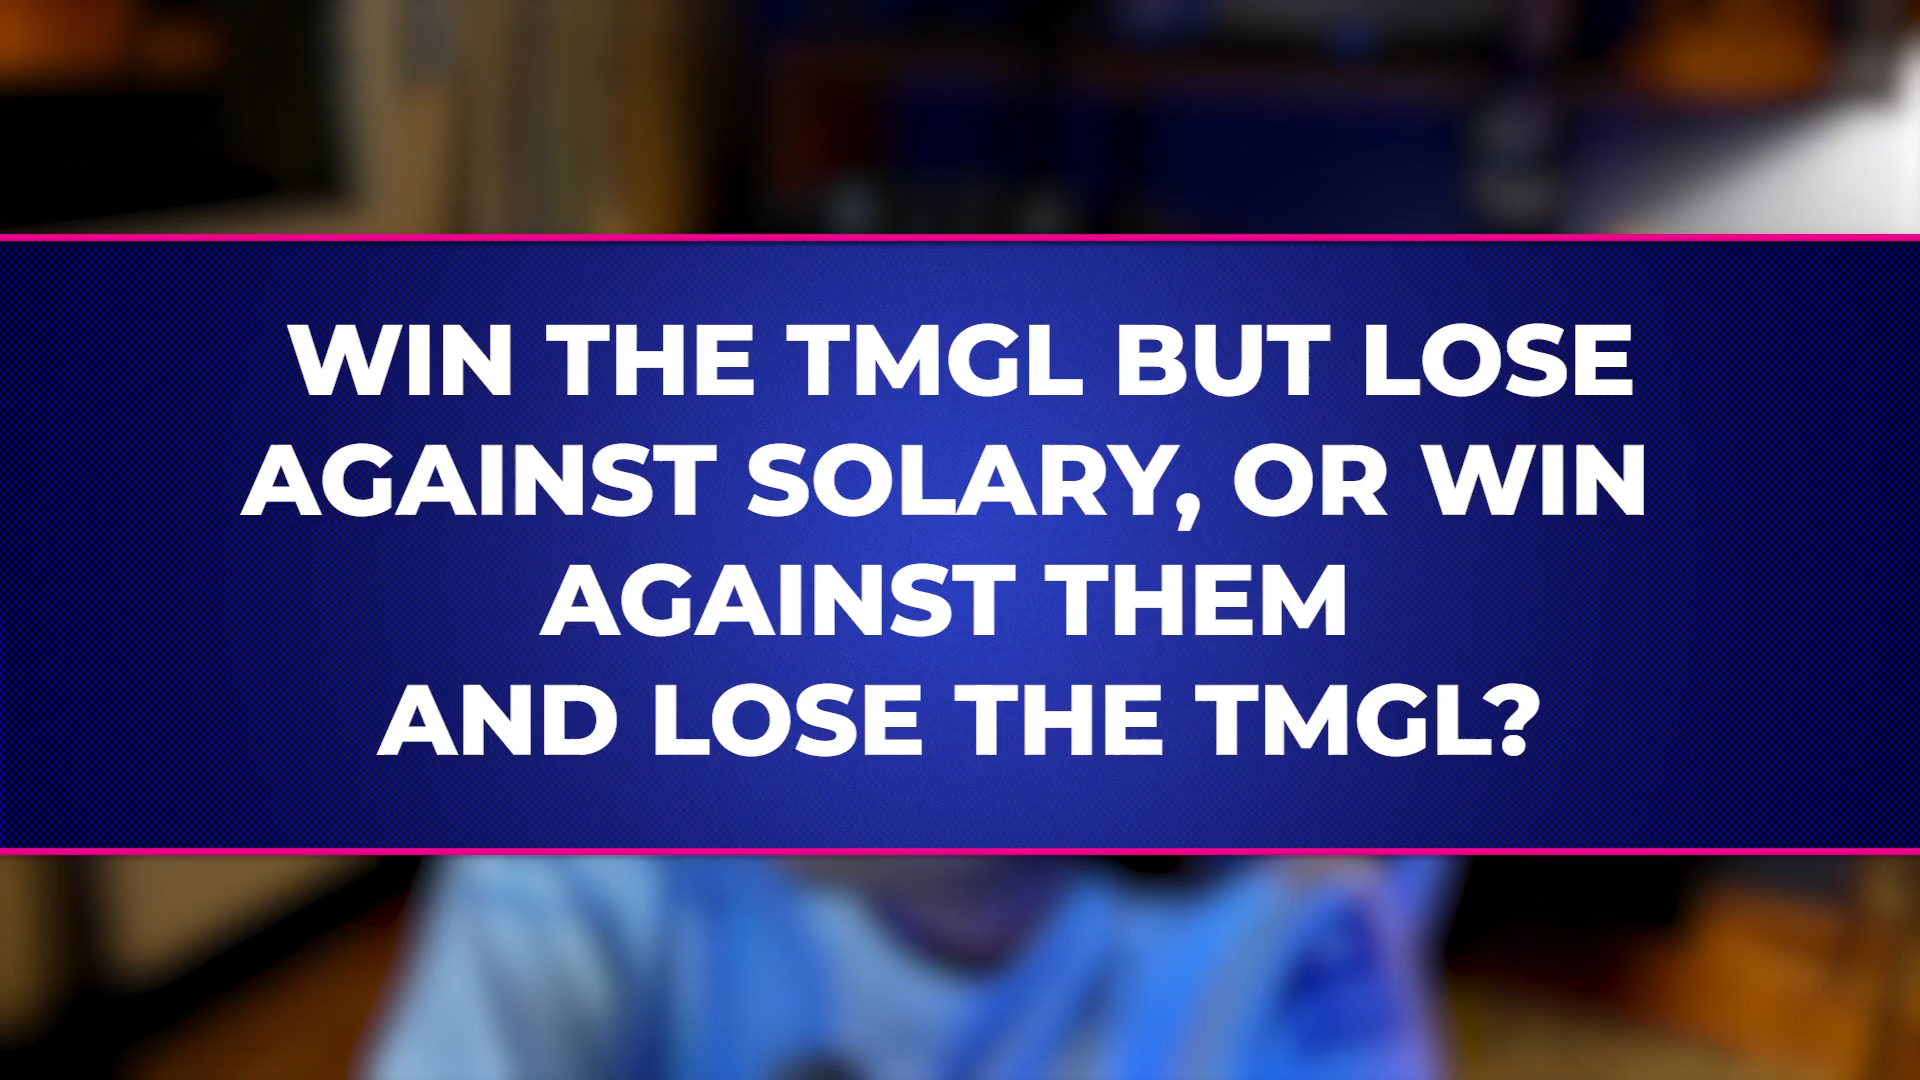 WIN THE TMGL BUT LOSE
AGAINST SOLARY, OR WIN
AGAINST THEM
AND LOSE THE TMGL?